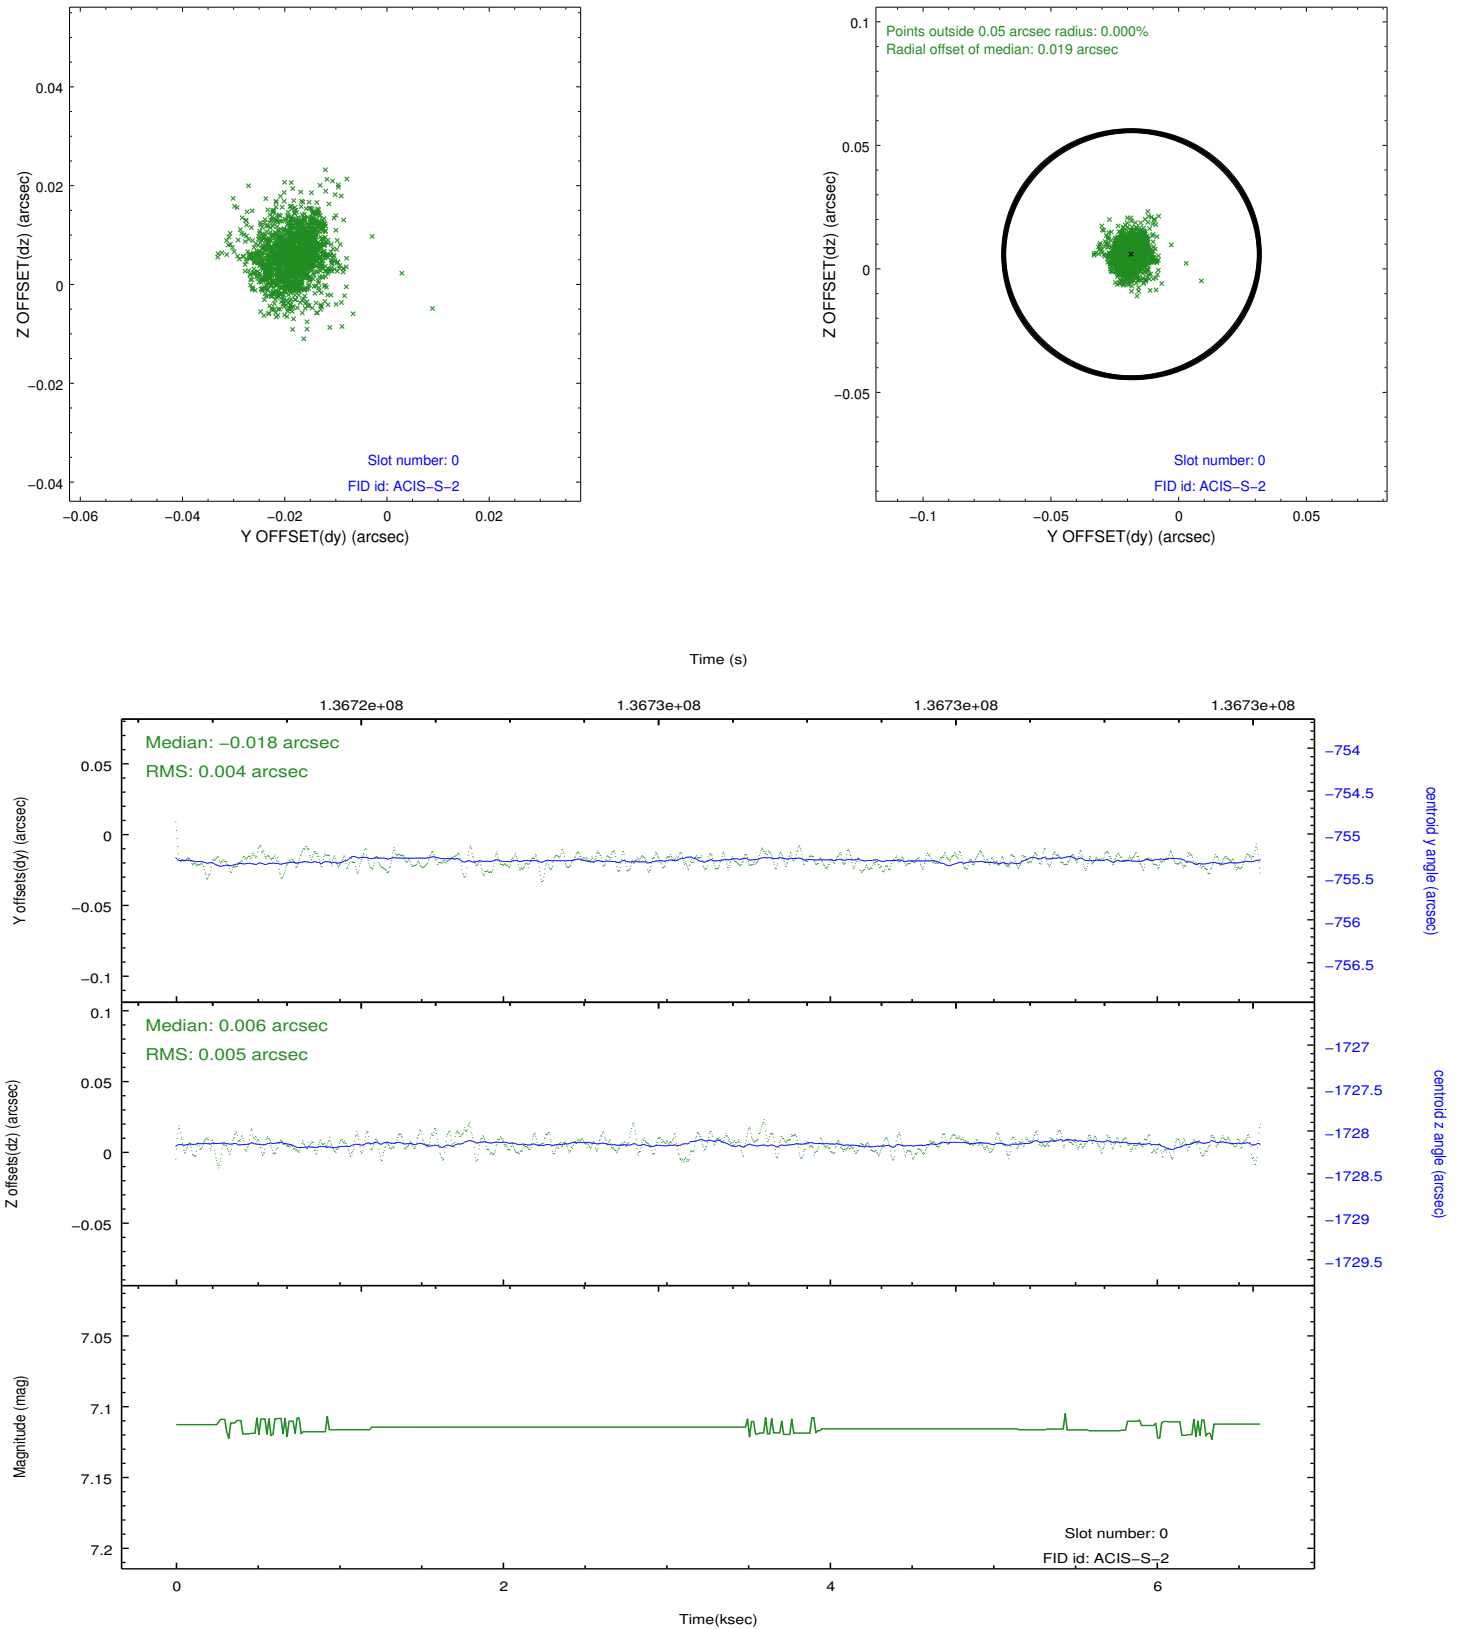 0.04
0.02
0
−0.02
−0.04
Z OFFSET(dz) (arcsec)
Slot number: 0
FID id: ACIS−S−2
−0.06
−0.04
−0.02
0
0.02
Y OFFSET(dy) (arcsec)
Points outside 0.05 arcsec radius: 0.000%
Radial offset of median: 0.019 arcsec
0.1
0.05
0
−0.05
Z OFFSET(dz) (arcsec)
Slot number: 0
FID id: ACIS−S−2
−0.1
−0.05
0
0.05
Y OFFSET(dy) (arcsec)
Time (s)
1.3672e+08
1.3673e+08
1.3673e+08
1.3673e+08
Median: −0.018 arcsec
RMS: 0.004 arcsec
0.05
0
−0.05
−0.1
Y offsets(dy) (arcsec)
−754
−754.5
−755
−755.5
−756
−756.5
centroid y angle (arcsec)
Median: 0.006 arcsec
RMS: 0.005 arcsec
0.1
0.05
0
−0.05
Z offsets(dz) (arcsec)
−1727
−1727.5
−1728
−1728.5
−1729
−1729.5
centroid z angle (arcsec)
7.05
7.1
7.15
7.2
Magnitude (mag)
Slot number: 0
FID id: ACIS−S−2
0
2
4
6
Time(ksec)